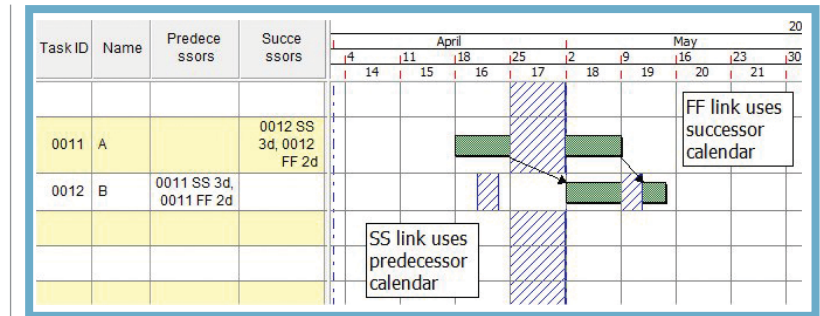 20
Task ID Name Predece
ssors Succe
ssors
April May
4 11 18 25 2 9 16 23 30
14 15 16 17 18 19 20 21
FF link uses
successor
calendar
0011 A 0012 SS
3d, 0012
FF 2d
0012 B 0011 SS 3d,
0011 FF 2d
SS link uses
predecessor
calendar